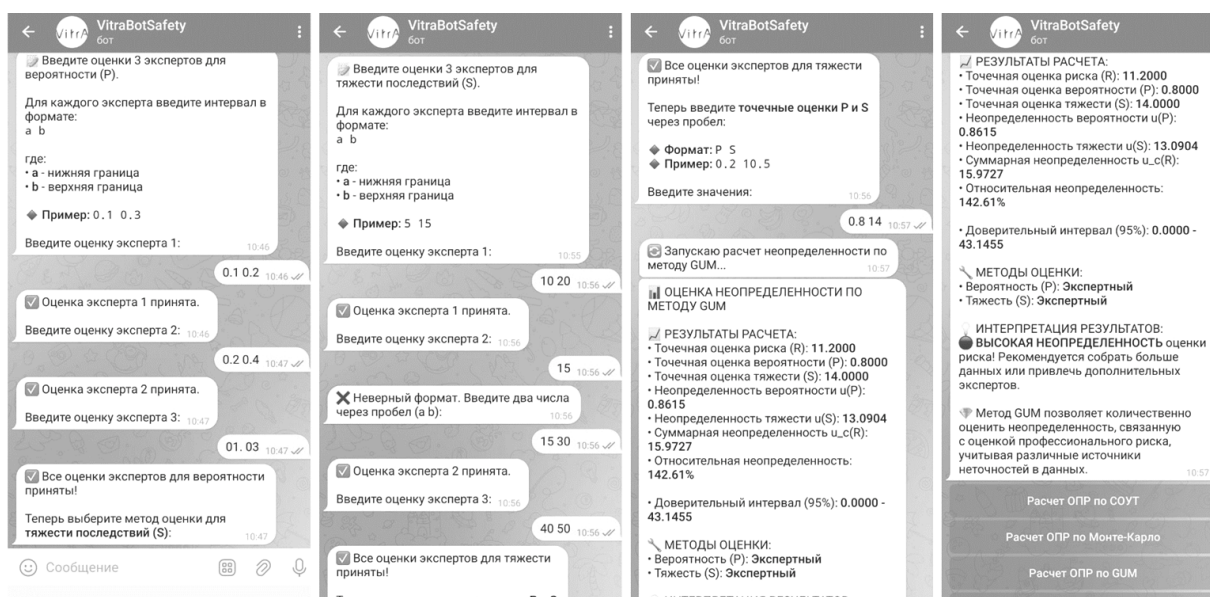 VitraBotSafety
бот
Введите оценки 3 экспертов для
вероятности (P).
Для каждого эксперта введите интервал в
формате:
a b
где:
• a - нижняя граница
• b - верхняя граница
Пример: 0.1 0.3
Введите оценку эксперта 1:
10:46
0.1 0.2 10:46
Оценка эксперта 1 принята.
Введите оценку эксперта 2: 10:46
0.2 0.4 10:47
Оценка эксперта 2 принята.
Введите оценку эксперта 3: 10:47
01. 03 10:47
Все оценки экспертов для вероятности
приняты!
Теперь выберите метод оценки для
тяжести последствий (S):
10:47
Сообщение
VitraBotSafety
бот
Введите оценки 3 экспертов для
тяжести последствий (S).
Для каждого эксперта введите интервал в
формате:
a b
где:
• a - нижняя граница
• b - верхняя граница
Пример: 5 15
Введите оценку эксперта 1:
10:55
10 20 10:56
Оценка эксперта 1 принята.
Введите оценку эксперта 2: 10:56
15 10:56
Неверный формат. Введите два числа
через пробел (a b):
10:56
15 30 10:56
Оценка эксперта 2 принята.
Введите оценку эксперта 3: 10:56
40 50 10:56
Все оценки экспертов для тяжести
приняты!
VitraBotSafety
бот
Все оценки экспертов для тяжести
приняты!
Теперь введите точечные оценки P и S
через пробел:
Формат: P S
Пример: 0.2 10.5
Введите значения:
10:56
0.8 14 10:57
Запускаю расчет неопределенности по
методу GUM...
10:57
ОЦЕНКА НЕОПРЕДЕЛЕННОСТИ ПО
МЕТОДУ GUM
РЕЗУЛЬТАТЫ РАСЧЕТА:
• Точечная оценка риска (R): 11.2000
• Точечная оценка вероятности (P): 0.8000
• Точечная оценка тяжести (S): 14.0000
• Неопределенность вероятности u(P):
0.8615
• Неопределенность тяжести u(S): 13.0904
• Суммарная неопределенность u_c(R):
15.9727
• Относительная неопределенность:
142.61%
• Доверительный интервал (95%): 0.0000 -
43.1455
МЕТОДЫ ОЦЕНКИ:
• Вероятность (P): Экспертный
• Тяжесть (S): Экспертный
VitraBotSafety
бот
РЕЗУЛЬТАТЫ РАСЧЕТА:
• Точечная оценка риска (R): 11.2000
• Точечная оценка вероятности (P): 0.8000
• Точечная оценка тяжести (S): 14.0000
• Неопределенность вероятности u(P):
0.8615
• Неопределенность тяжести u(S): 13.0904
• Суммарная неопределенность u_c(R):
15.9727
• Относительная неопределенность:
142.61%
• Доверительный интервал (95%): 0.0000 -
43.1455
МЕТОДЫ ОЦЕНКИ:
• Вероятность (P): Экспертный
• Тяжесть (S): Экспертный
ИНТЕРПРЕТАЦИЯ РЕЗУЛЬТАТОВ:
ВЫСОКАЯ НЕОПРЕДЕЛЕННОСТЬ оценки
риска! Рекомендуется собрать больше
данных или привлечь дополнительных
экспертов.
Метод GUM позволяет количественно
оценить неопределенность, связанную
с оценкой профессионального риска,
учитывая различные источники
неточностей в данных.
10:57
Расчет ОПР по СОУТ
Расчет ОПР по Монте-Карло
Расчет ОПР по GUM